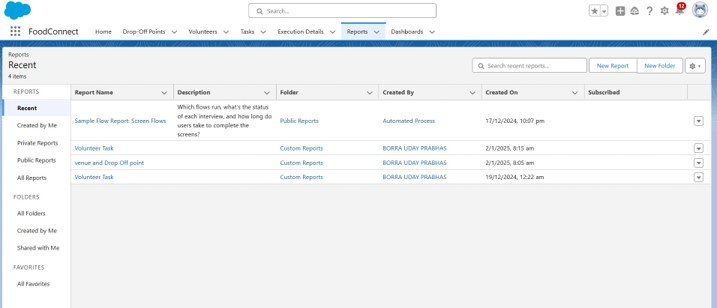 Search...
12
FoodConnect
Home
Drop-Off Points
Volunteers
Tasks
Execution Details
Reports
Dashboards
Reports
Recent
4 items
Search recent reports...
New Report
New Folder
REPORTS
Recent
Created by Me
Private Reports
Public Reports
All Reports
FOLDERS
All Folders
Created by Me
Shared with Me
FAVORITES
All Favorites
Report Name Description Folder Created By Created On Subscribed
Sample Flow Report: Screen Flows
Which flows run, what's the status
of each interview, and how long do
users take to complete the
screens?
Public Reports Automated Process 17/12/2024, 10:07 pm
Volunteer Task Custom Reports BORRA UDAY PRABHAS 2/1/2025, 8:15 am
venue and Drop Off point Custom Reports BORRA UDAY PRABHAS 2/1/2025, 8:05 am
Volunteer Task Custom Reports BORRA UDAY PRABHAS 19/12/2024, 12:22 am